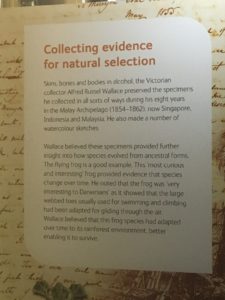 May 1855.
Collecting evidence
for natural selection
Skins, bones and bodies in alcohol, the Victorian
collector Alfred Russel Wallace preserved the specimens
he collected in all sorts of ways during his eight years
in the Malay Archipelago (1854–1862), now Singapore,
Indonesia and Malaysia. He also made a number of
watercolour sketches.
Wallace believed these specimens provided further
insight into how species evolved from ancestral forms.
The flying frog is a good example. This 'most curious
and interesting' frog provided evidence that species
change over time. He noted that the frog was 'very
interesting to Darwinians' as it showed that the large
webbed toes usually used for swimming and climbing
had been adapted for gliding through the air.
Wallace believed that this frog species had adapted
over time to its rainforest environment, better
enabling it to survive.